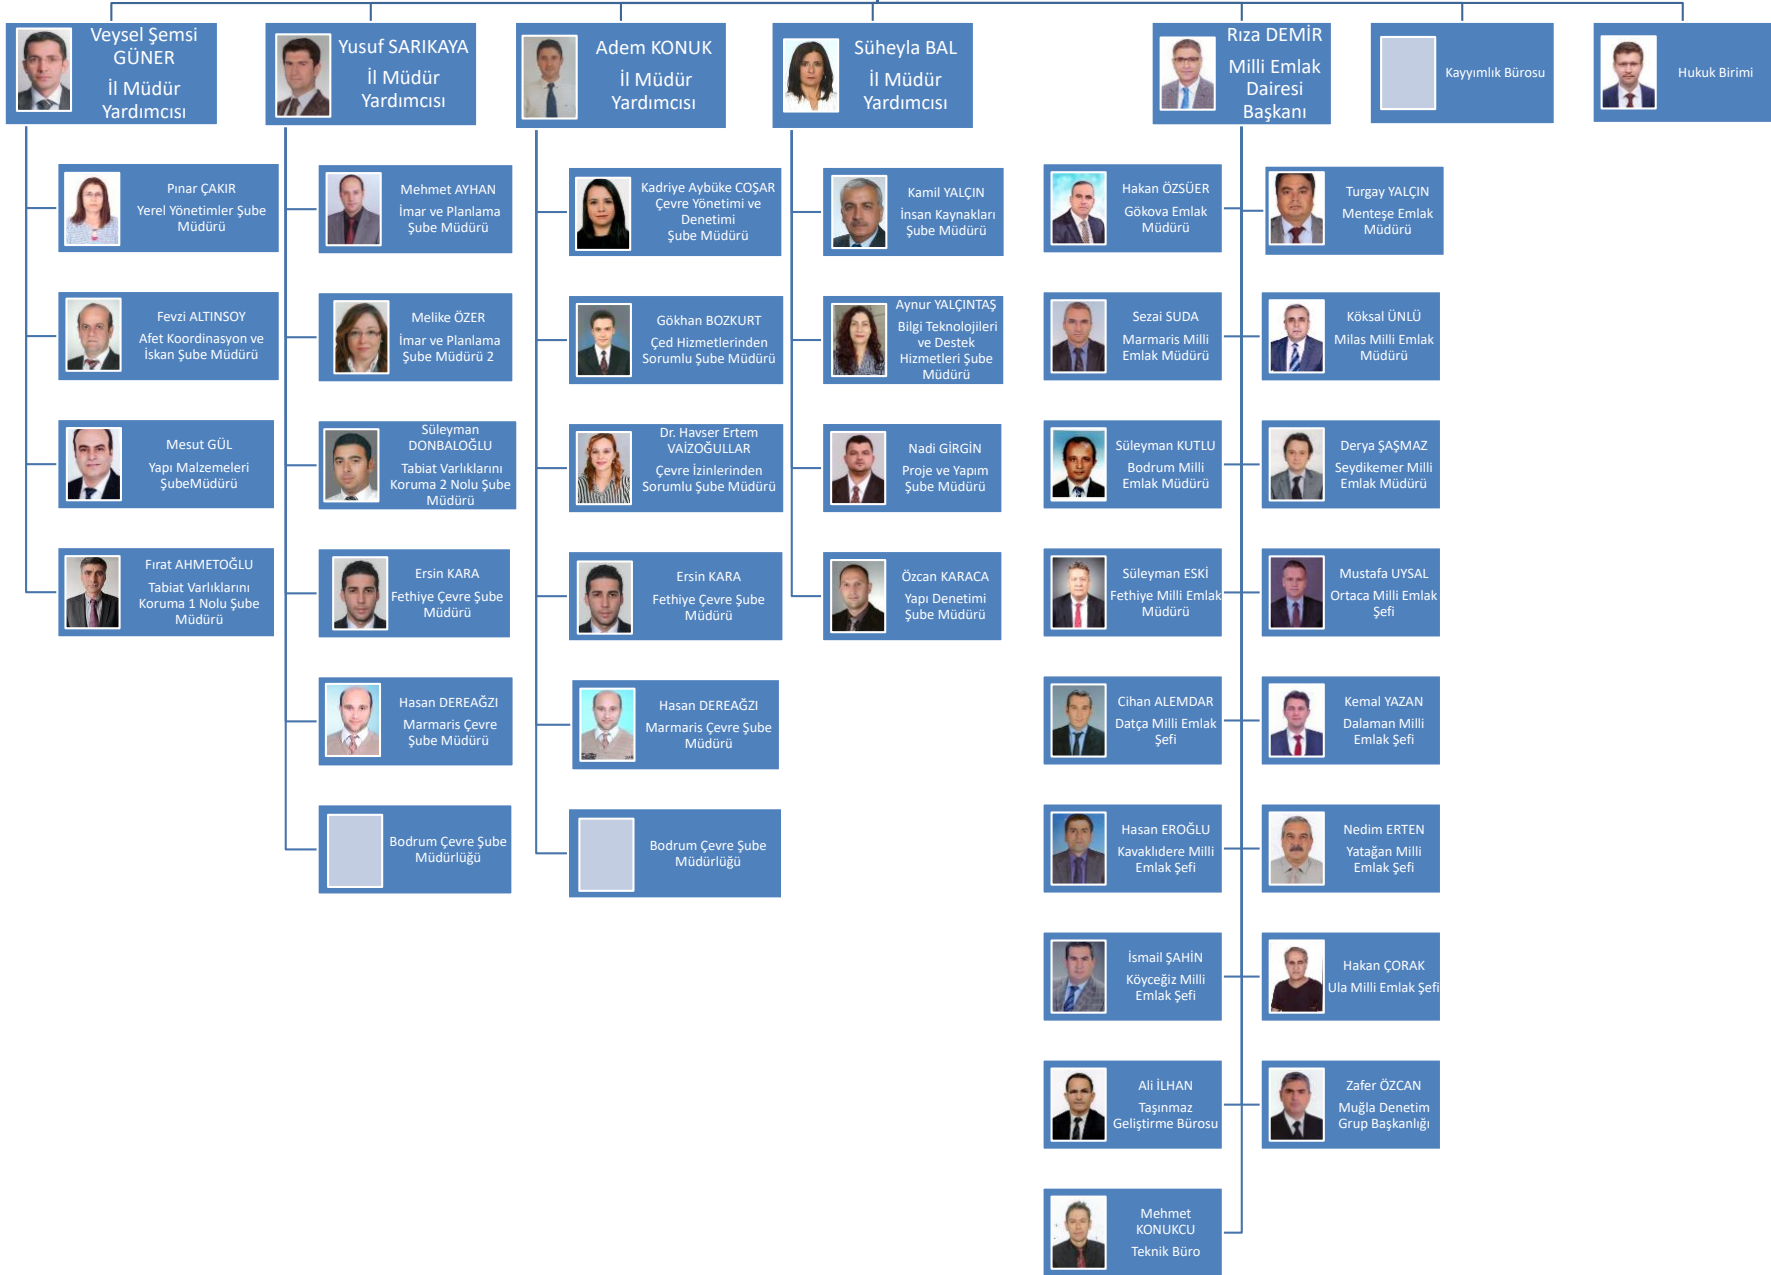 Veysel Şemsi
GÜNER
İl Müdür
Yardımcısı
Yusuf SARIKAYA
İl Müdür
Yardımcısı
Adem KONUK
İl Müdür
Yardımcısı
Süheyla BAL
İl Müdür
Yardımcısı
Rıza DEMİR
Milli Emlak
Dairesi
Başkanı
Kayyımlık Bürosu
Hukuk Birimi
Pınar ÇAKIR
Yerel Yönetimler Şube
Müdürü
Fevzi ALTINSOY
Afet Koordinasyon ve
İskan Şube Müdürü
Mesut GÜL
Yapı Malzemeleri
ŞubeMüdürü
Fırat AHMETOĞLU
Tabiat Varlıklarını
Koruma 1 Nolu Şube
Müdürü
Mehmet AYHAN
İmar ve Planlama
Şube Müdürü
Melike ÖZER
İmar ve Planlama
Şube Müdürü 2
Süleyman
DONBALOĞLU
Tabiat Varlıklarını
Koruma 2 Nolu Şube
Müdürü
Ersin KARA
Fethiye Çevre Şube
Müdürü
Hasan DEREAĞZI
Marmaris Çevre
Şube Müdürü
Bodrum Çevre Şube
Müdürlüğü
Kadriye Aybüke COŞAR
Çevre Yönetimi ve
Denetimi
Şube Müdürü
Gökhan BOZKURT
Çed Hizmetlerinden
Sorumlu Şube Müdürü
Dr. Havser Ertem
VAİZOĞULLAR
Çevre İzinlerinden
Sorumlu Şube Müdürü
Ersin KARA
Fethiye Çevre Şube
Müdürü
Hasan DEREAĞZI
Marmaris Çevre Şube
Müdürü
Bodrum Çevre Şube
Müdürlüğü
Kamil YALÇIN
İnsan Kaynakları
Şube Müdürü
Aynur YALÇINTAŞ
Bilgi Teknolojileri
ve Destek
Hizmetleri Şube
Müdürü
Nadi GİRGİN
Proje ve Yapım
Şube Müdürü
Özcan KARACA
Yapı Denetimi
Şube Müdürü
Hakan ÖZSÜER
Gökova Emlak
Müdürü
Turgay YALÇIN
Menteşe Emlak
Müdürü
Sezai SUDA
Marmaris Milli
Emlak Müdürü
Köksal ÜNLÜ
Milas Milli Emlak
Müdürü
Süleyman KUTLU
Bodrum Milli
Emlak Müdürü
Derya ŞAŞMAZ
Seydikemer Milli
Emlak Müdürü
Süleyman ESKİ
Fethiye Milli Emlak
Müdürü
Mustafa UYSAL
Ortaca Milli Emlak
Şefi
Cihan ALEMDAR
Datça Milli Emlak
Şefi
Kemal YAZAN
Dalaman Milli
Emlak Şefi
Hasan EROĞLU
Kavaklıdere Milli
Emlak Şefi
Nedim ERTEN
Yatağan Milli
Emlak Şefi
İsmail ŞAHİN
Köyceğiz Milli
Emlak Şefi
Hakan ÇORAK
Ula Milli Emlak Şefi
Ali İLHAN
Taşınmaz
Geliştirme Bürosu
Zafer ÖZCAN
Muğla Denetim
Grup Başkanlığı
Mehmet
KONUKCU
Teknik Büro